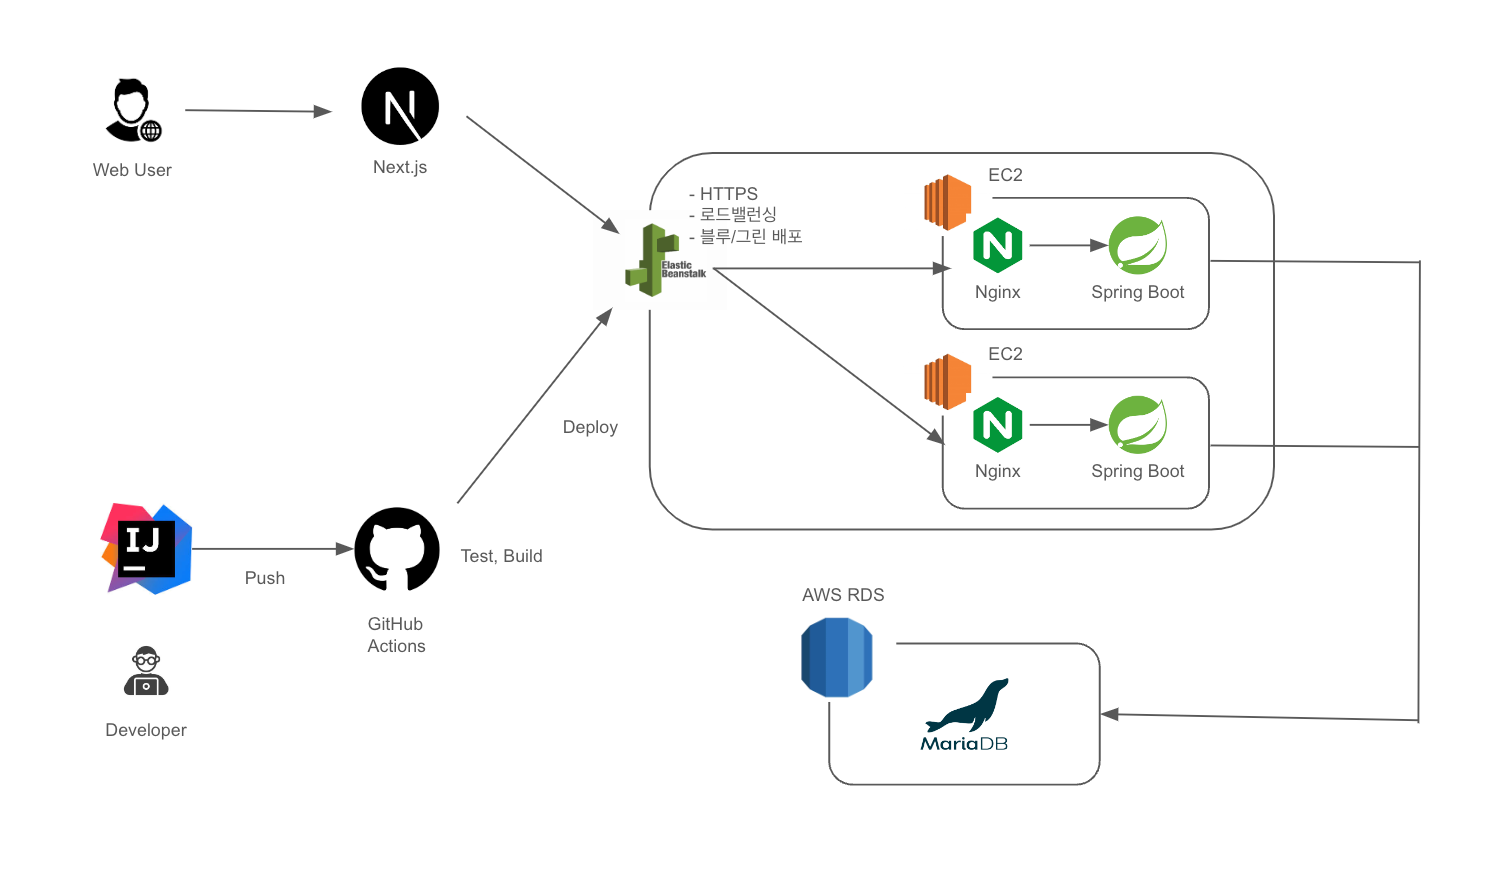 Web User
Next.js
- HTTPS
- 로드밸런싱
- 블루/그린 배포
Elastic
Beanstalk
EC2
Nginx
Spring Boot
EC2
Nginx
Spring Boot
Deploy
IJ
Push
Test, Build
GitHub
Actions
Developer
AWS RDS
MariaDB